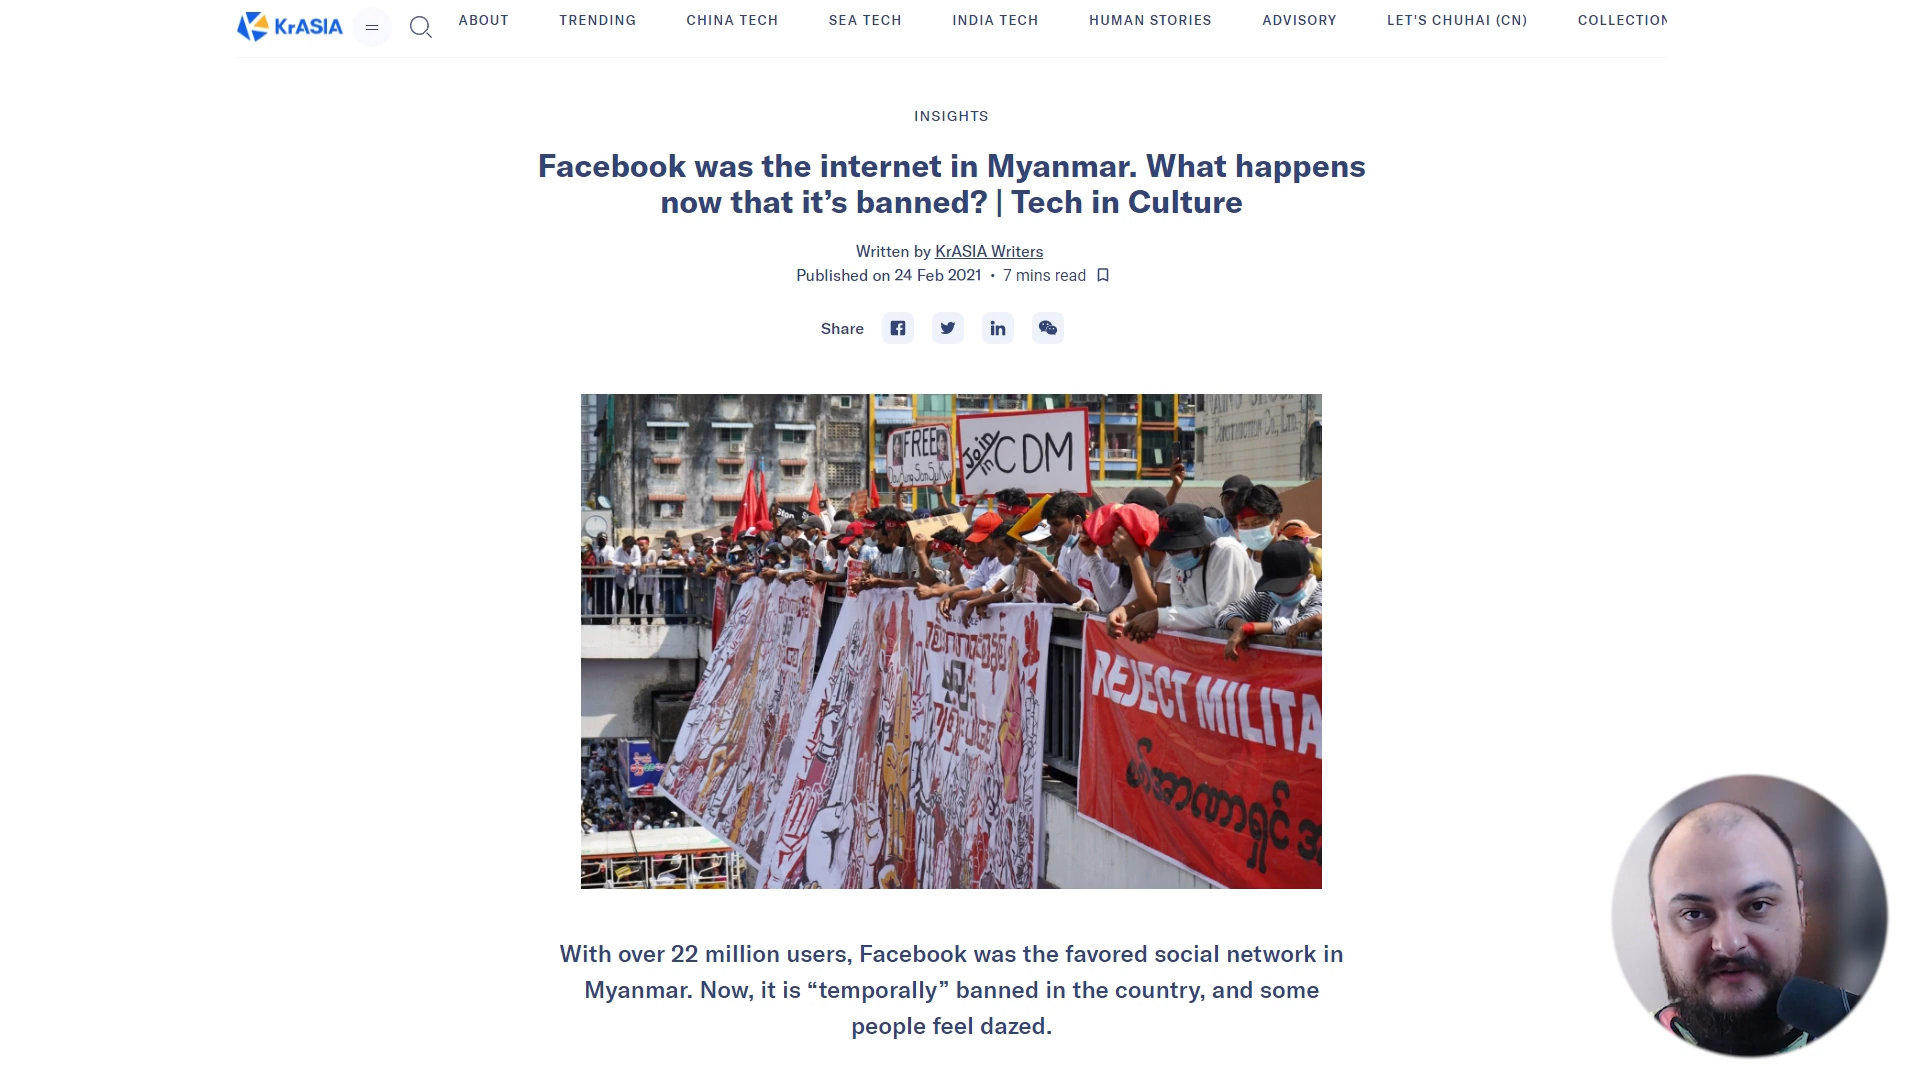 KrASIA
ABOUT TRENDING CHINA TECH SEA TECH INDIA TECH HUMAN STORIES ADVISORY LET'S CHUHAI (CN) COLLECTION
INSIGHTS
Facebook was the internet in Myanmar. What happens
now that it’s banned? | Tech in Culture
Written by KrASIA Writers
Published on 24 Feb 2021 • 7 mins read
Share
FREE
Join in CDM
REJECT MILITA
With over 22 million users, Facebook was the favored social network in
Myanmar. Now, it is “temporally” banned in the country, and some
people feel dazed.